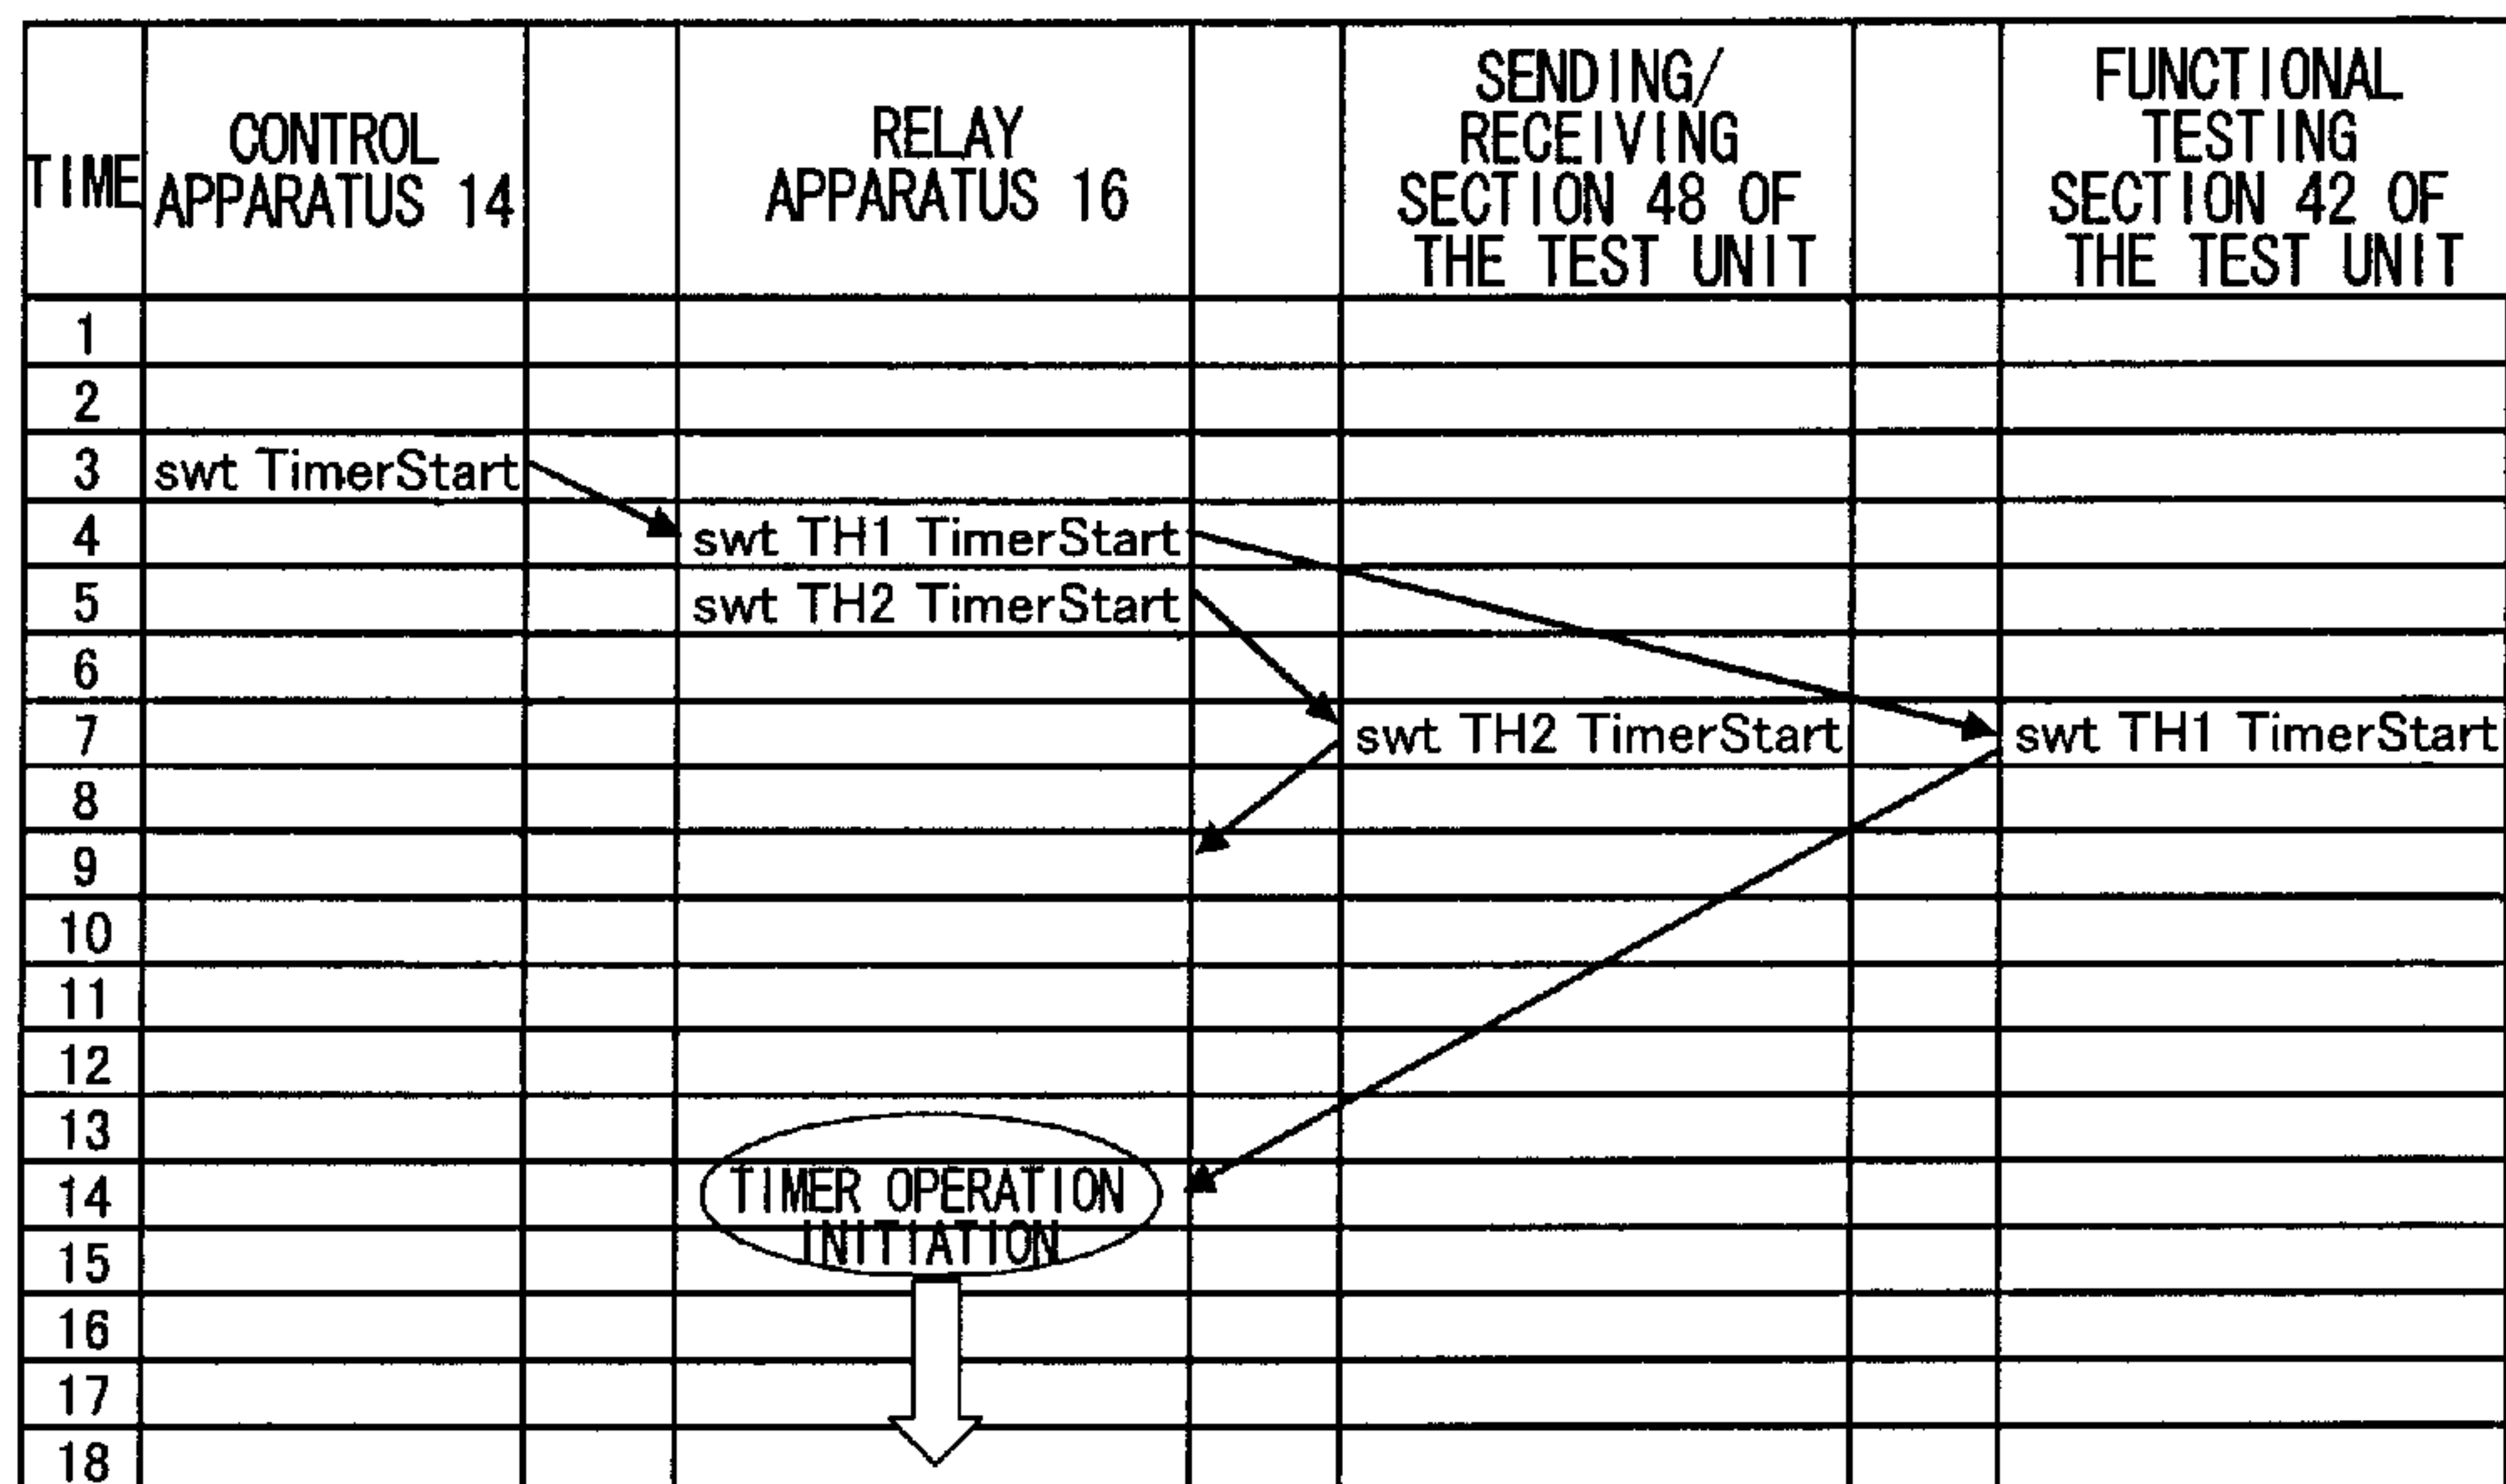 TIME
CONTROL
APPARATUS 14
RELAY
APPARATUS 16
SENDING/
RECEIVING
SECTION 48 OF
THE TEST UNIT
FUNCTIONAL
TESTING
SECTION 42 OF
THE TEST UNIT
1
2
3 swt TimerStart
4 swt TH1 TimerStart
5 swt TH2 TimerStart
6
7 swt TH2 TimerStart swt TH1 TimerStart
8
9
10
11
12
13
14 TIMER OPERATION
15 INITIATION
16
17
18